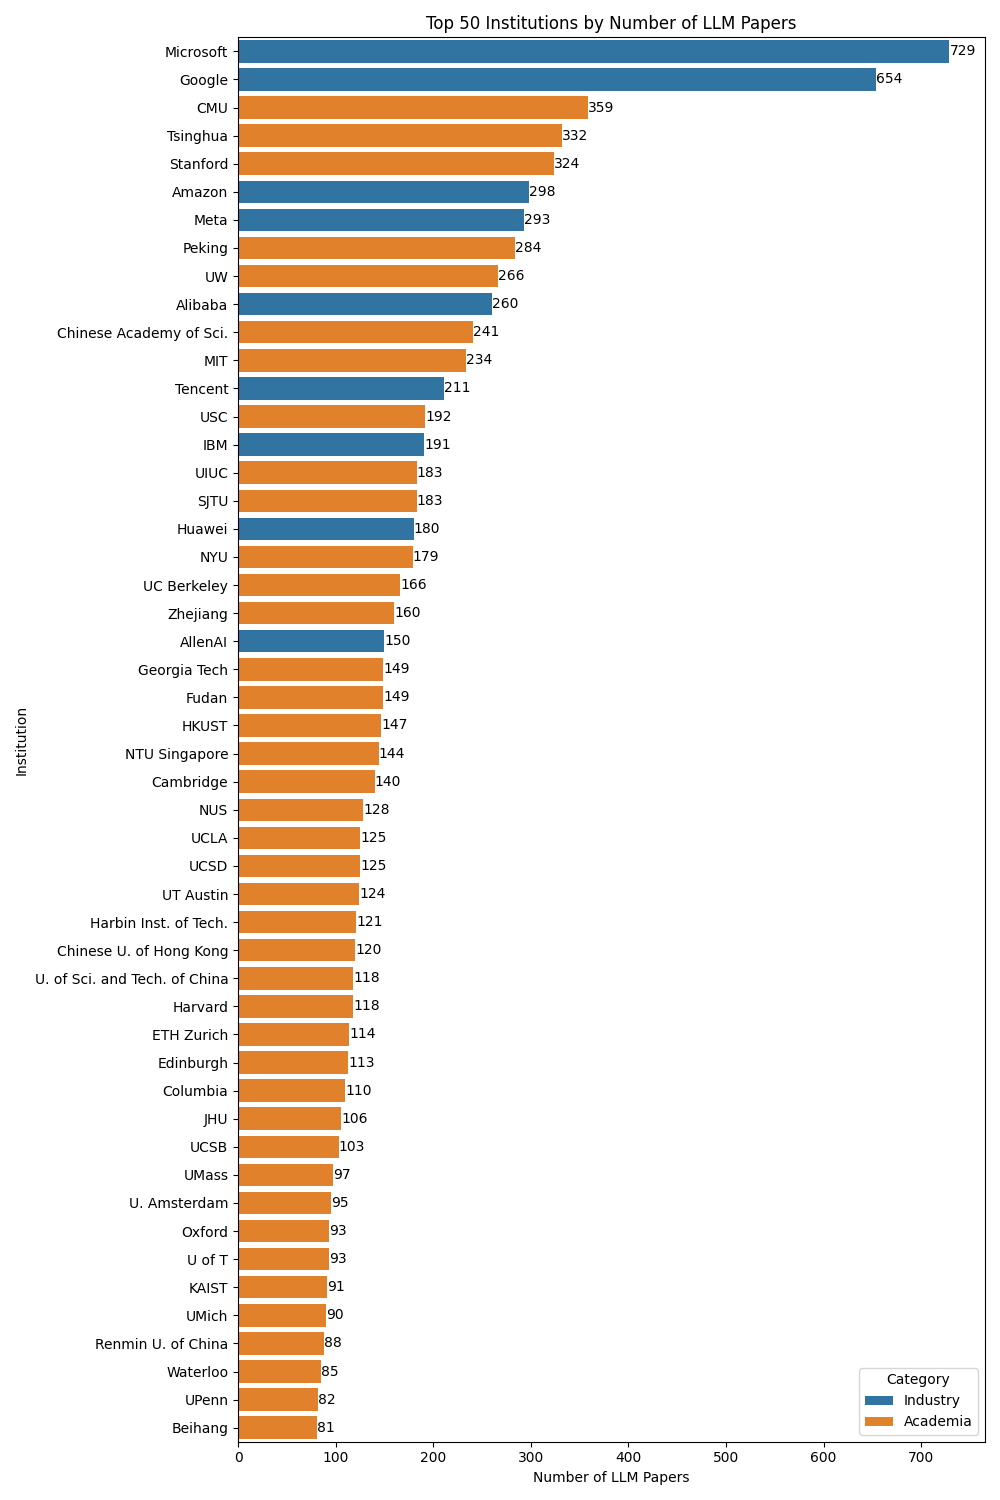 Top 50 Institutions by Number of LLM Papers
Microsoft 729
Google 654
CMU 359
Tsinghua 332
Stanford 324
Amazon 298
Meta 293
Peking 284
UW 266
Alibaba 260
Chinese Academy of Sci. 241
MIT 234
Tencent 211
USC 192
IBM 191
UIUC 183
SJTU 183
Huawei 180
NYU 179
UC Berkeley 166
Zhejiang 160
AllenAI 150
Georgia Tech 149
Fudan 149
HKUST 147
NTU Singapore 144
Cambridge 140
NUS 128
UCLA 125
UCSD 125
UT Austin 124
Harbin Inst. of Tech. 121
Chinese U. of Hong Kong 120
U. of Sci. and Tech. of China 118
Harvard 118
ETH Zurich 114
Edinburgh 113
Columbia 110
JHU 106
UCSB 103
UMass 97
U. Amsterdam 95
Oxford 93
U of T 93
KAIST 91
UMich 90
Renmin U. of China 88
Waterloo 85
UPenn 82
Beihang 81
Institution
Category
Industry
Academia
0 100 200 300 400 500 600 700
Number of LLM Papers